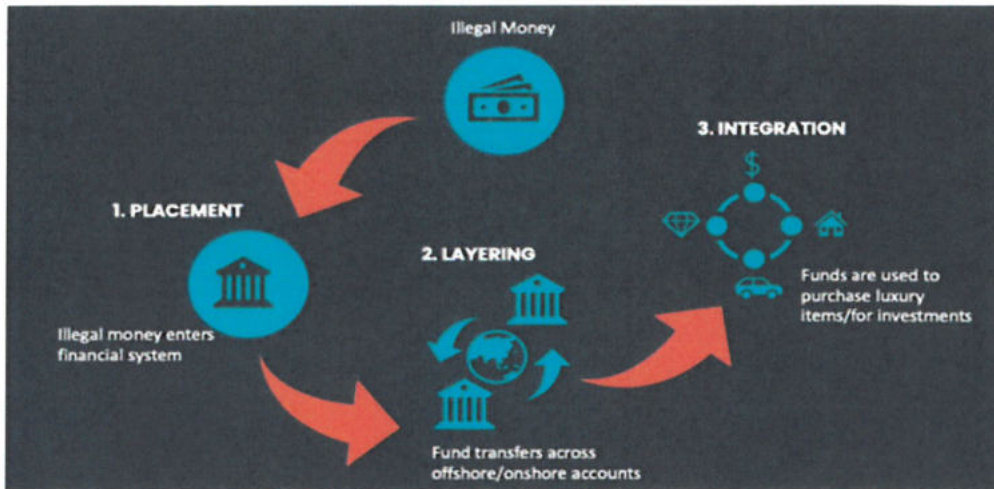 Illegal Money
1. PLACEMENT
Illegal money enters
financial system
2. LAYERING
Fund transfers across
offshore/onshore accounts
3. INTEGRATION
$
Funds are used to
purchase luxury
items/for investments